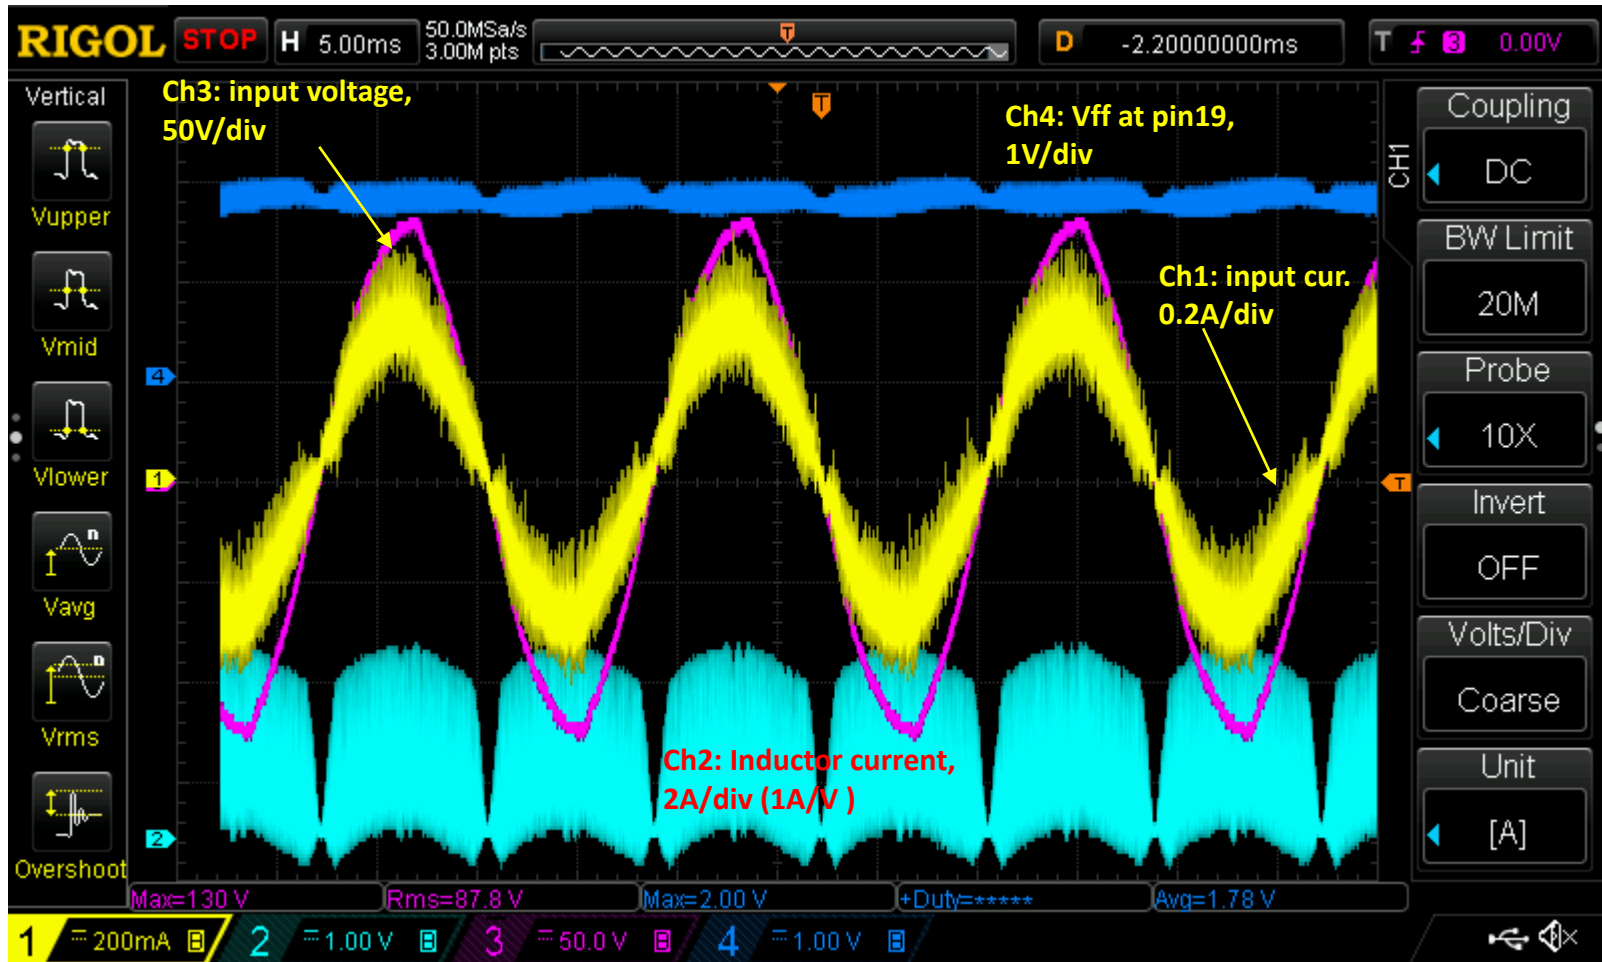 RIGOL STOP H 5.00ms 50.0MSa/s D -2.20000000ms T 3 0.00V
3.00M pts
T
Vertical
Vupper
Vmid
Vlower
n
Vavg
n
Vrms
Overshoot
Ch3: input voltage,
50V/div
T
Ch4: Vff at pin19,
1V/div
Ch1: input cur.
0.2A/div
4
1
T
Ch2: Inductor current,
2A/div (1A/V )
2
CH1
Coupling
DC
BW Limit
20M
Probe
10X
Invert
OFF
Volts/Div
Coarse
Unit
[A]
Max=130 V Rms=87.8 V Max=2.00 V +Duty=***** Avg=1.78 V
1 200mA B 2 1.00 V B 3 50.0 V B 4 1.00 V B